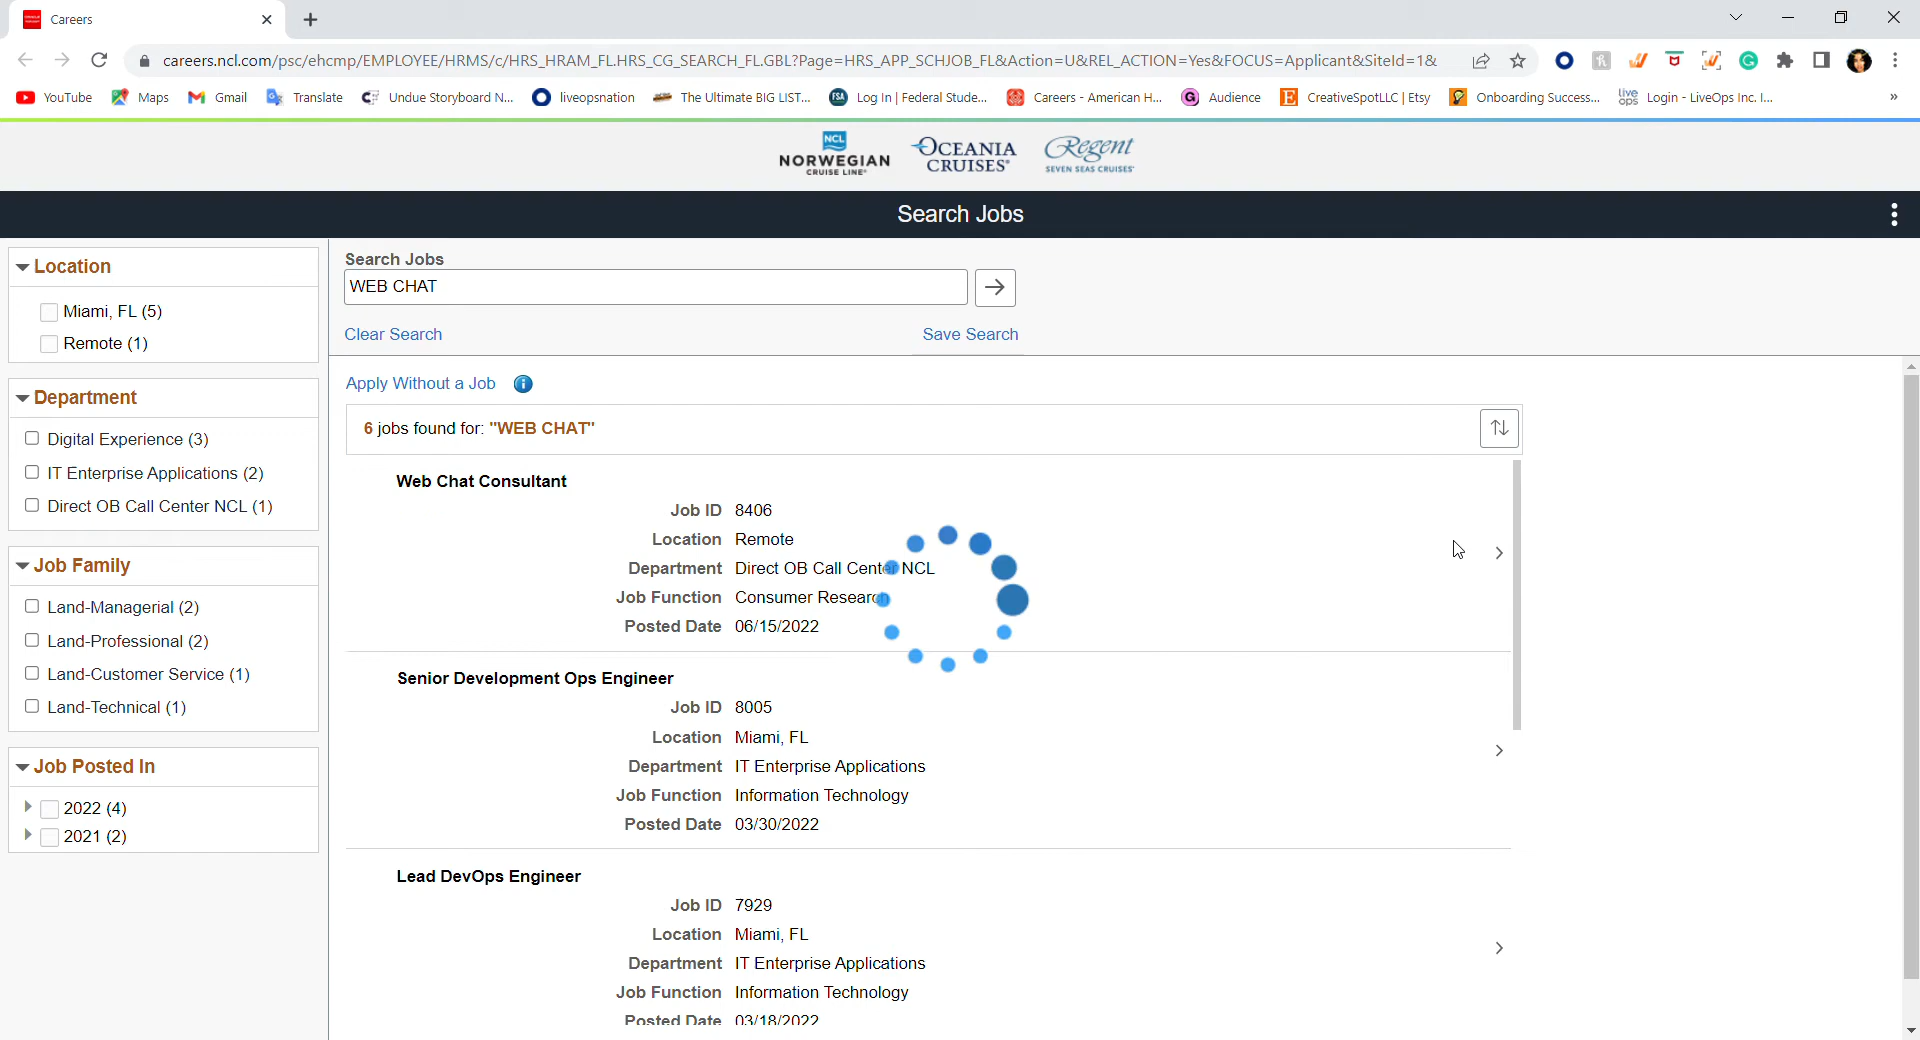 Careers
careers.ncl.com/psc/ehcmp/EMPLOYEE/HRMS/c/HRS_HRAM_FL.HRS_CG_SEARCH_FL.GBL?Page=HRS_APP_SCHJOB_FL&Action=U&REL_ACTION=Yes&FOCUS=Applicant&SiteId=1&
YouTube Maps Gmail Translate Undue Storyboard N... liveopsnation The Ultimate BIG LIST... FSA Log In | Federal Stude... Careers - American H... Audience E CreativeSpotLLC | Etsy Onboarding Success... live ops Login - LiveOps Inc. I... »
NCL
NORWEGIAN
CRUISE LINE®
OCEANIA
CRUISES®
Regent
SEVEN SEAS CRUISES®
Search Jobs
Location
Miami, FL (5)
Remote (1)
Department
Digital Experience (3)
IT Enterprise Applications (2)
Direct OB Call Center NCL (1)
Job Family
Land-Managerial (2)
Land-Professional (2)
Land-Customer Service (1)
Land-Technical (1)
Job Posted In
2022 (4)
2021 (2)
Search Jobs
WEB CHAT
Clear Search Save Search
Apply Without a Job
6 jobs found for: "WEB CHAT"
Web Chat Consultant
Job ID 8406
Location Remote
Department Direct OB Call Center NCL
Job Function Consumer Research
Posted Date 06/15/2022
Senior Development Ops Engineer
Job ID 8005
Location Miami, FL
Department IT Enterprise Applications
Job Function Information Technology
Posted Date 03/30/2022
Lead DevOps Engineer
Job ID 7929
Location Miami, FL
Department IT Enterprise Applications
Job Function Information Technology
Posted Date 03/18/2022